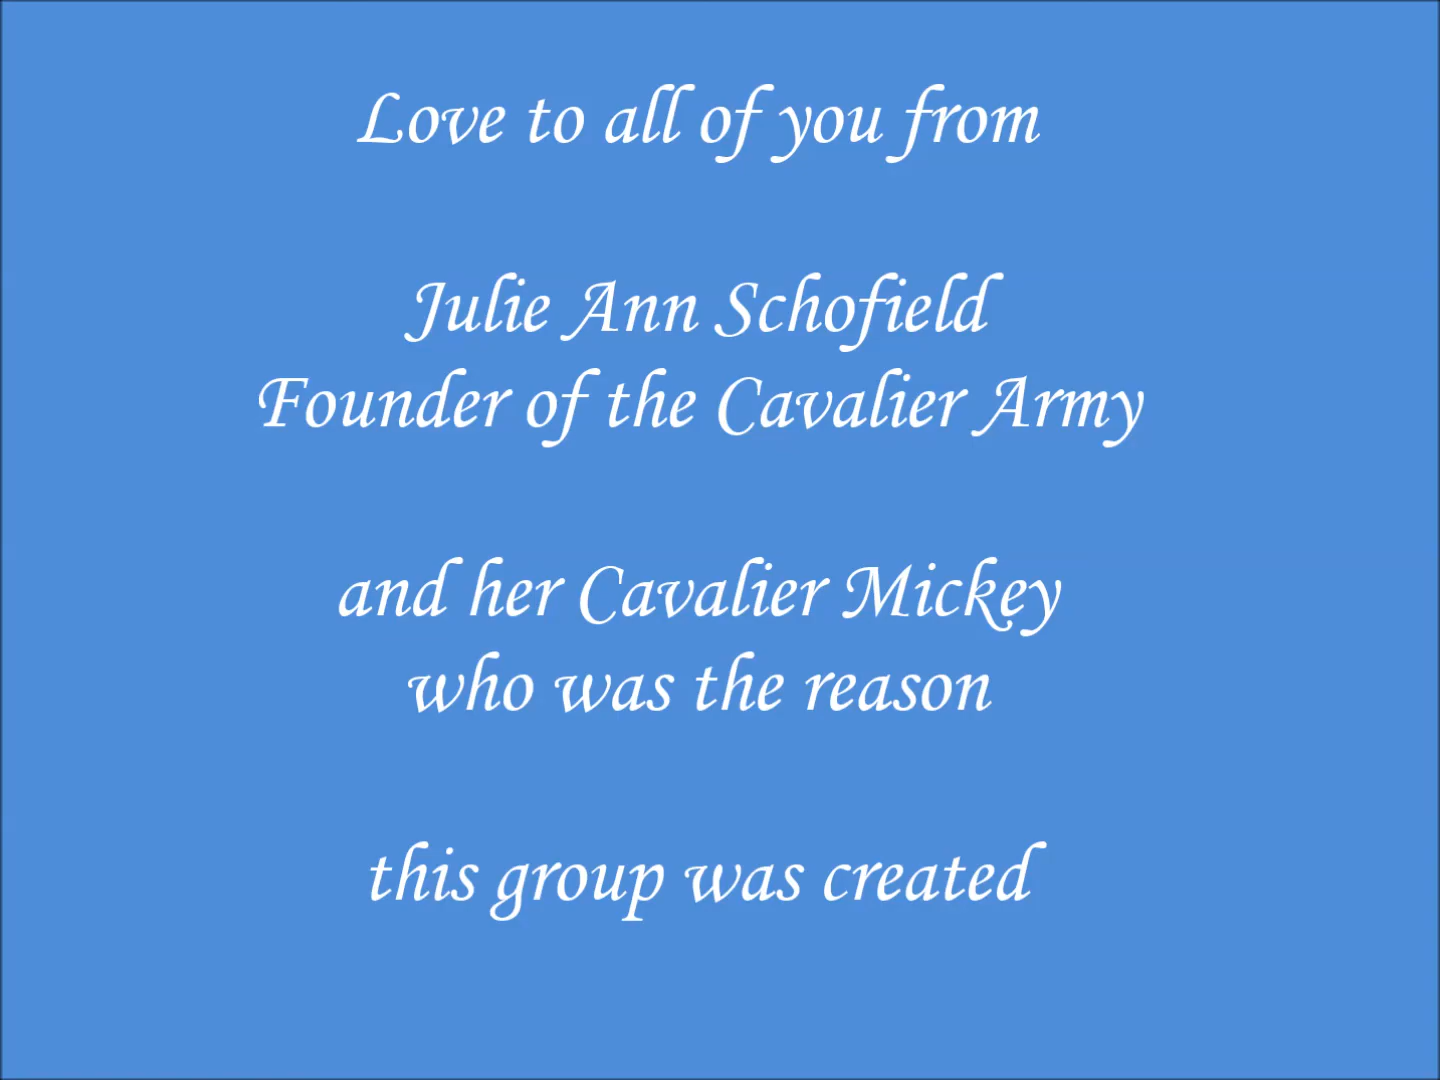 Love to all of you from
Julie Ann Schofield
Founder of the Cavalier Army
and her Cavalier Mickey
who was the reason
this group was created